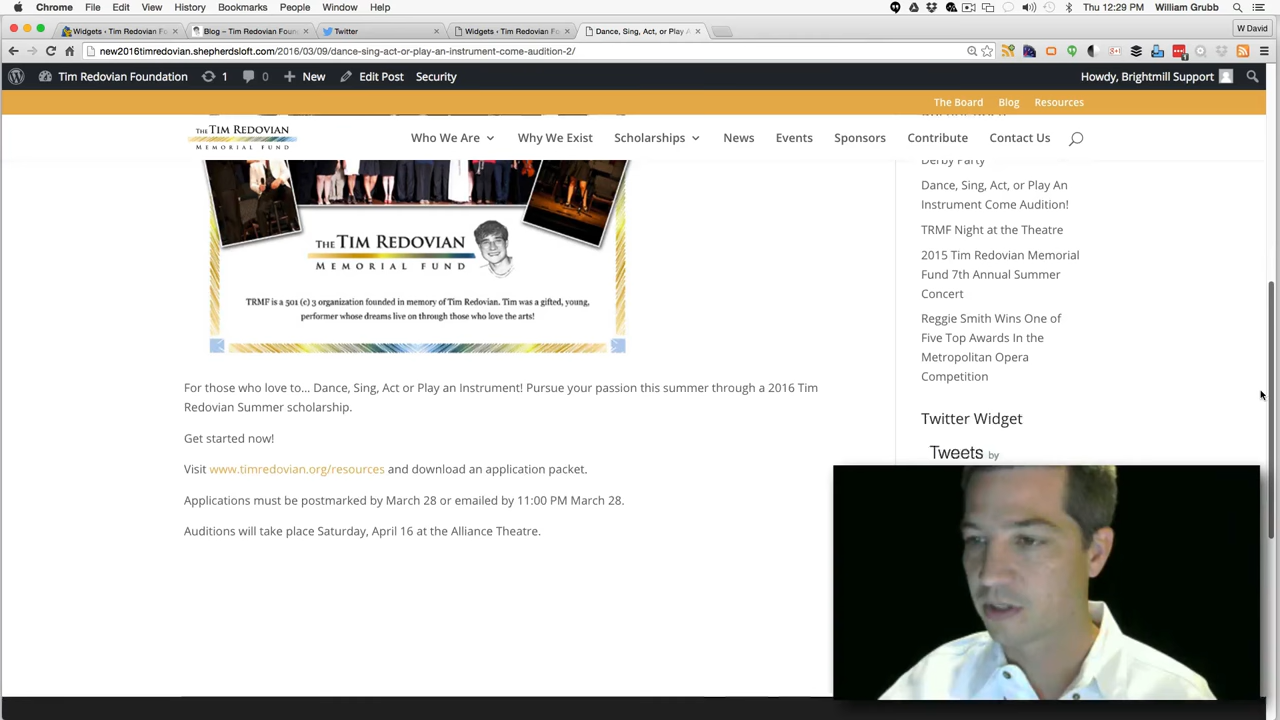 Chrome File Edit View History Bookmarks People Window Help
Thu 12:29 PM William Grubb
Widgets ‹ Tim Redovian Fo
Blog – Tim Redovian Foun
Twitter
Widgets ‹ Tim Redovian F
Dance, Sing, Act, or Play A
W David
new2016timredovian.shepherdsloft.com/2016/03/09/dance-sing-act-or-play-an-instrument-come-audition-2/
Tim Redovian Foundation 1 0 New Edit Post Security
Howdy, Brightmill Support
The Board Blog Resources
THE TIM REDOVIAN
MEMORIAL FUND
Who We Are Why We Exist Scholarships News Events Sponsors Contribute Contact Us
THE TIM REDOVIAN
MEMORIAL FUND
TRMF is a 501 (c) 3 organization founded in memory of Tim Redovian. Tim was a gifted, young,
performer whose dreams live on through those who love the arts!
For those who love to… Dance, Sing, Act or Play an Instrument! Pursue your passion this summer through a 2016 Tim
Redovian Summer scholarship.
Get started now!
Visit www.timredovian.org/resources and download an application packet.
Applications must be postmarked by March 28 or emailed by 11:00 PM March 28.
Auditions will take place Saturday, April 16 at the Alliance Theatre.
Derby Party
Dance, Sing, Act, or Play An
Instrument Come Audition!
TRMF Night at the Theatre
2015 Tim Redovian Memorial
Fund 7th Annual Summer
Concert
Reggie Smith Wins One of
Five Top Awards In the
Metropolitan Opera
Competition
Twitter Widget
Tweets by